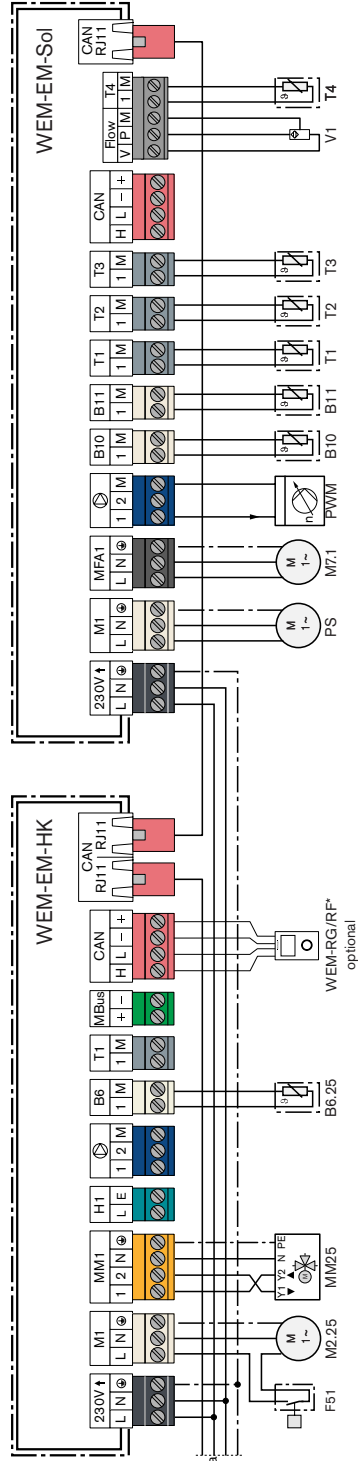 WEM-EM-HK
230V
L N
M1
L N
MM1
1 2 N
H1
L E
1 2 M
B6
1 M
T1
1 M
MBus
+ −
CAN
H L − +
CAN
RJ11 RJ11
F51
M
1~
M2.25
Y1 Y2 N PE
M
MM25
ϑ
B6.25
WEM-RG/RF*
optional
WEM-EM-Sol
230V
L N
M1
L N
MFA1
L N
1 2 M
B10
1 M
B11
1 M
T1
1 M
T2
1 M
T3
1 M
CAN
H L − +
Flow T4
V P M 1 M
CAN
RJ11
M
1~
PS
M
1~
M7.1
n
PWM
ϑ
B10
ϑ
B11
ϑ
T1
ϑ
T2
ϑ
T3
V1
ϑ
T4